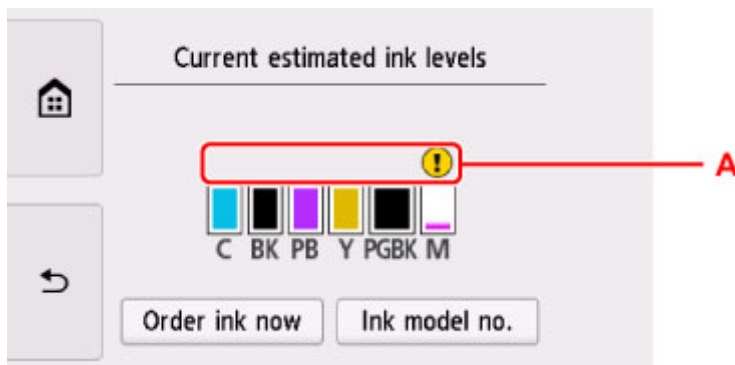 Current estimated ink levels
A
C BK PB Y PGBK M
Order ink now Ink model no.